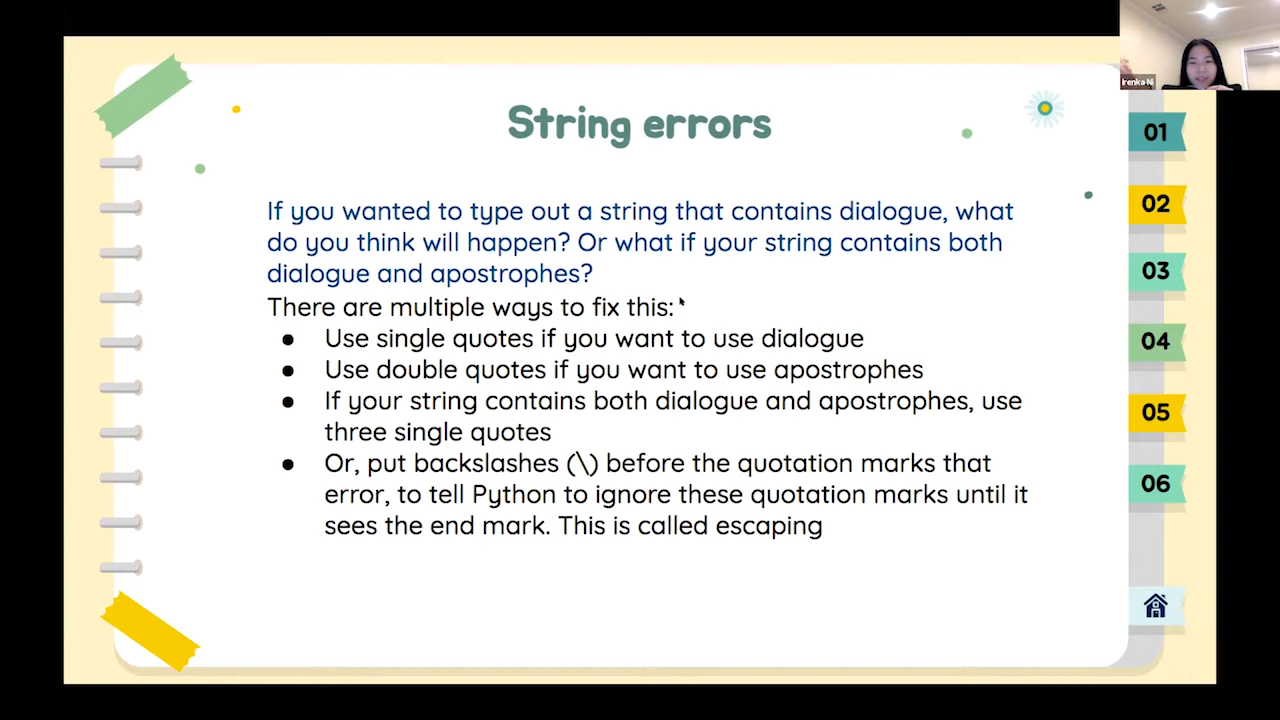 Irenka Ni
String errors
01
02
03
04
05
06
If you wanted to type out a string that contains dialogue, what
do you think will happen? Or what if your string contains both
dialogue and apostrophes?
There are multiple ways to fix this:
● Use single quotes if you want to use dialogue
● Use double quotes if you want to use apostrophes
● If your string contains both dialogue and apostrophes, use
three single quotes
● Or, put backslashes (\) before the quotation marks that
error, to tell Python to ignore these quotation marks until it
sees the end mark. This is called escaping